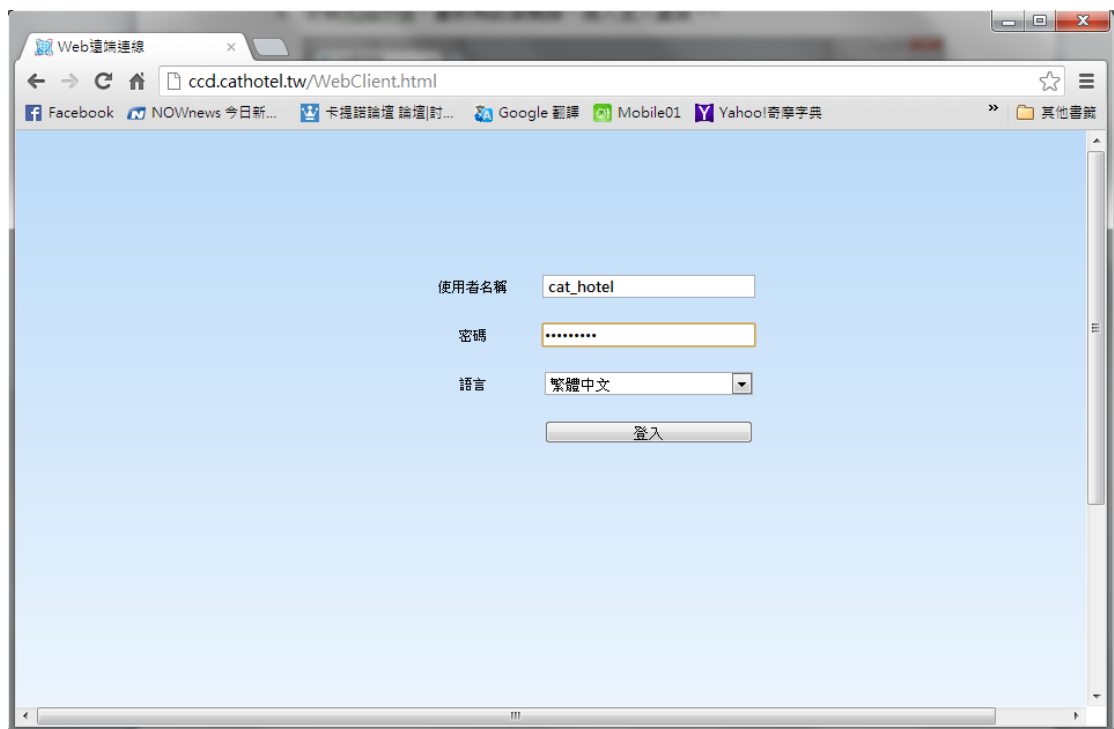 Web遠端連線
ccd.cathotel.tw/WebClient.html
Facebook NOWnews 今日新... 卡提諾論壇 論壇|討... Google 翻譯 Mobile01 Yahoo!奇摩字典 » 其他書籤
使用者名稱 cat_hotel
密碼 •••••••••
語言 繁體中文
登入